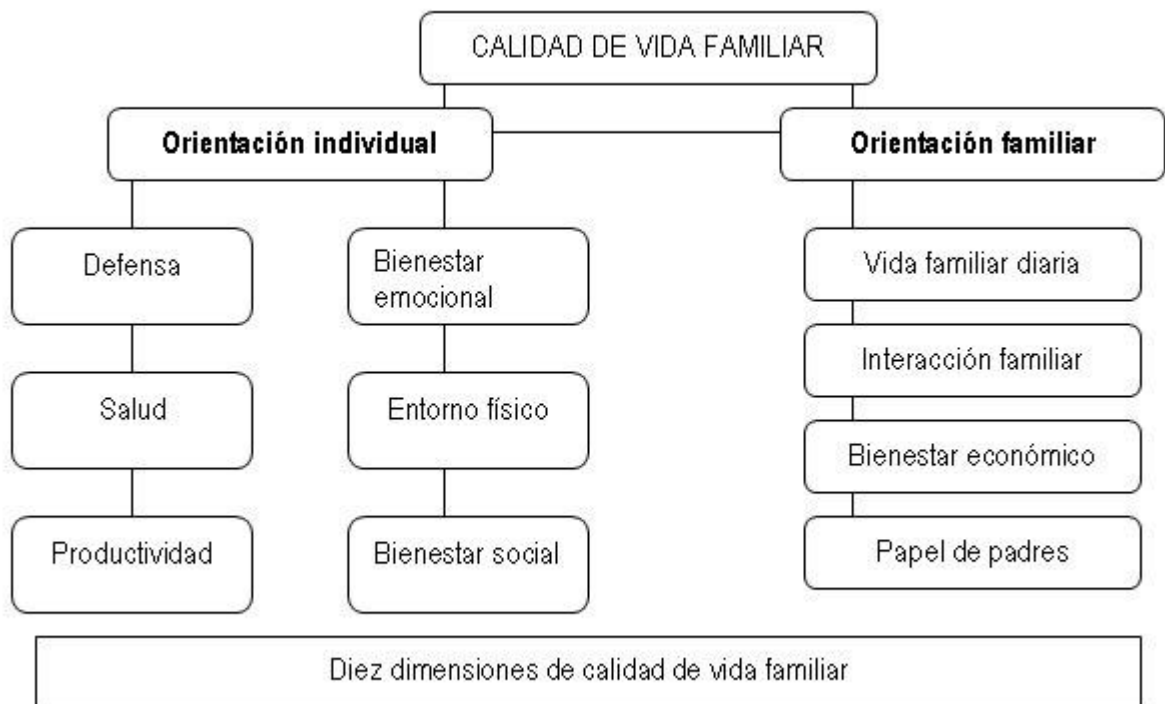 CALIDAD DE VIDA FAMILIAR
Orientación individual
Orientación familiar
Defensa
Bienestar
emocional
Vida familiar diaria
Interacción familiar
Salud
Entorno físico
Bienestar económico
Productividad
Bienestar social
Papel de padres
Diez dimensiones de calidad de vida familiar